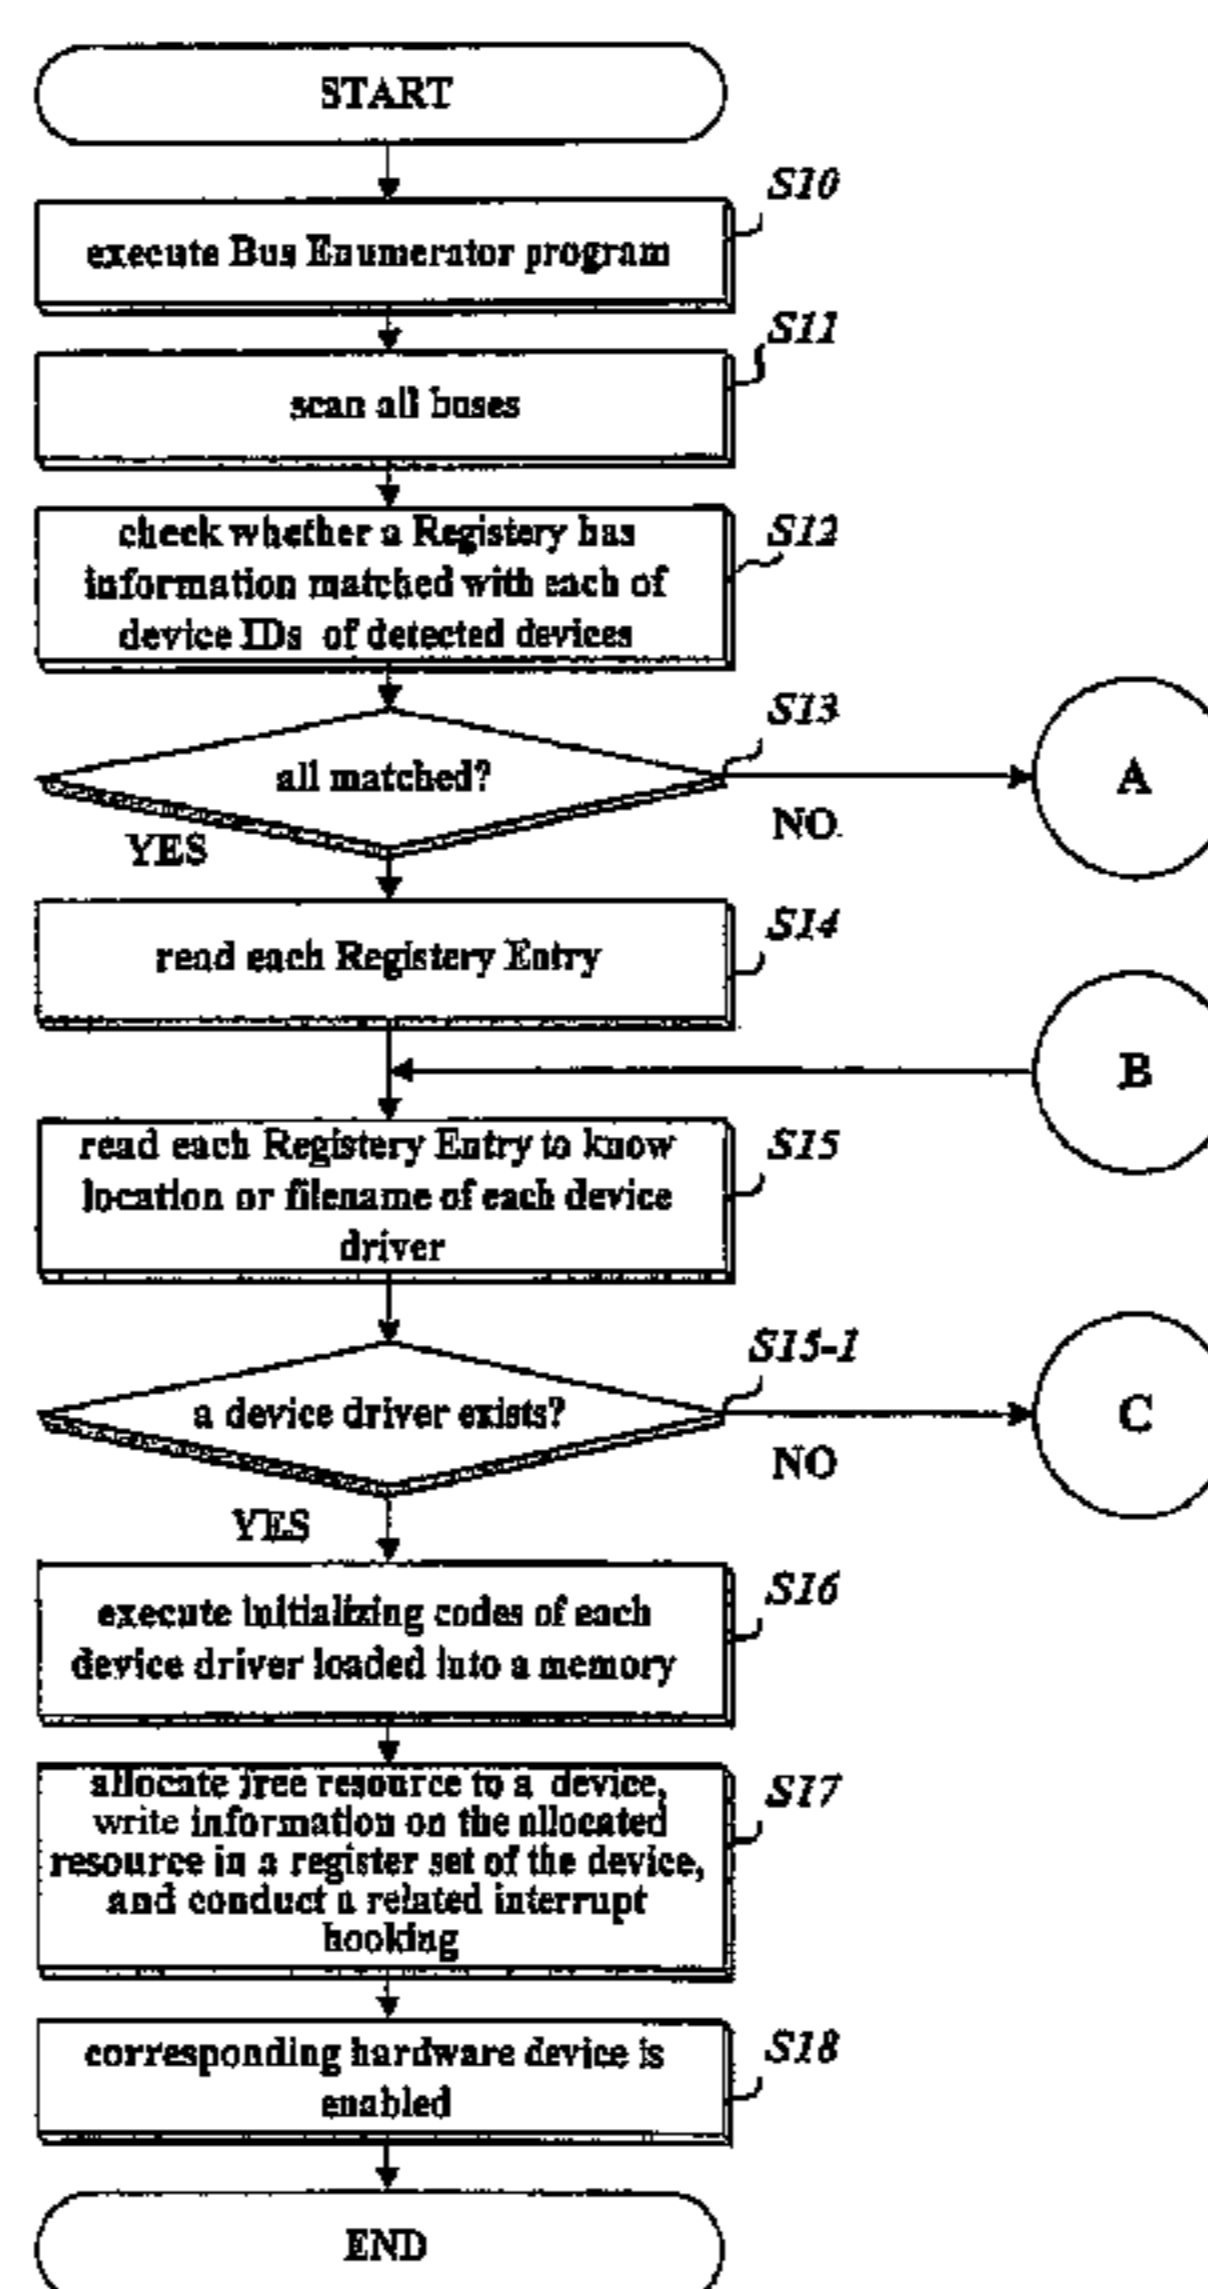 START
S10
execute Bus Enumerator program
S11
scan all buses
S12
check whether a Registery has
information matched with each of
device IDs of detected devices
S13
all matched?
A
NO
YES
S14
read each Registery Entry
B
S15
read each Registery Entry to know
location or filename of each device
driver
S15-1
a device driver exists?
C
NO
YES
S16
execute initializing codes of each
device driver loaded into a memory
S17
allocate free resource to a device,
write information on the allocated
resource in a register set of the device,
and conduct a related interrupt
hooking
S18
corresponding hardware device is
enabled
END